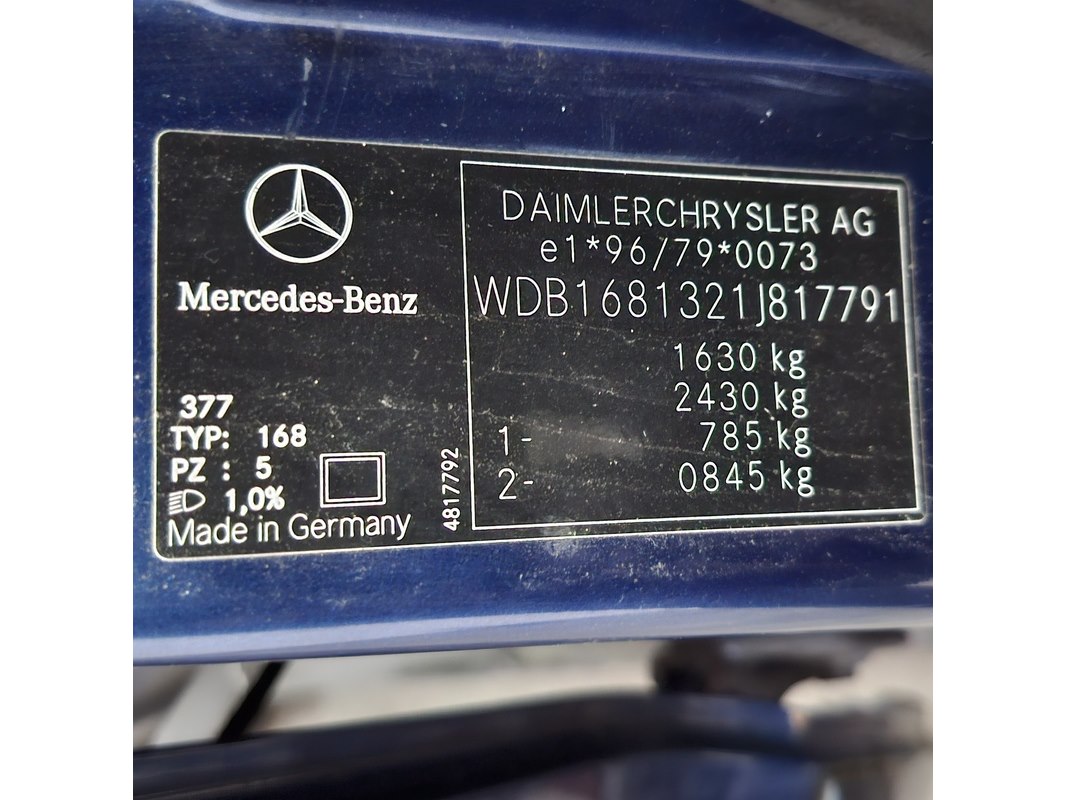 Mercedes-Benz
377
TYP: 168
PZ : 5
1,0%
Made in Germany
4817792
DAIMLERCHRYSLER AG
e1*96/79*0073
WDB1681321J817791
1630 kg
2430 kg
1- 785 kg
2- 0845 kg